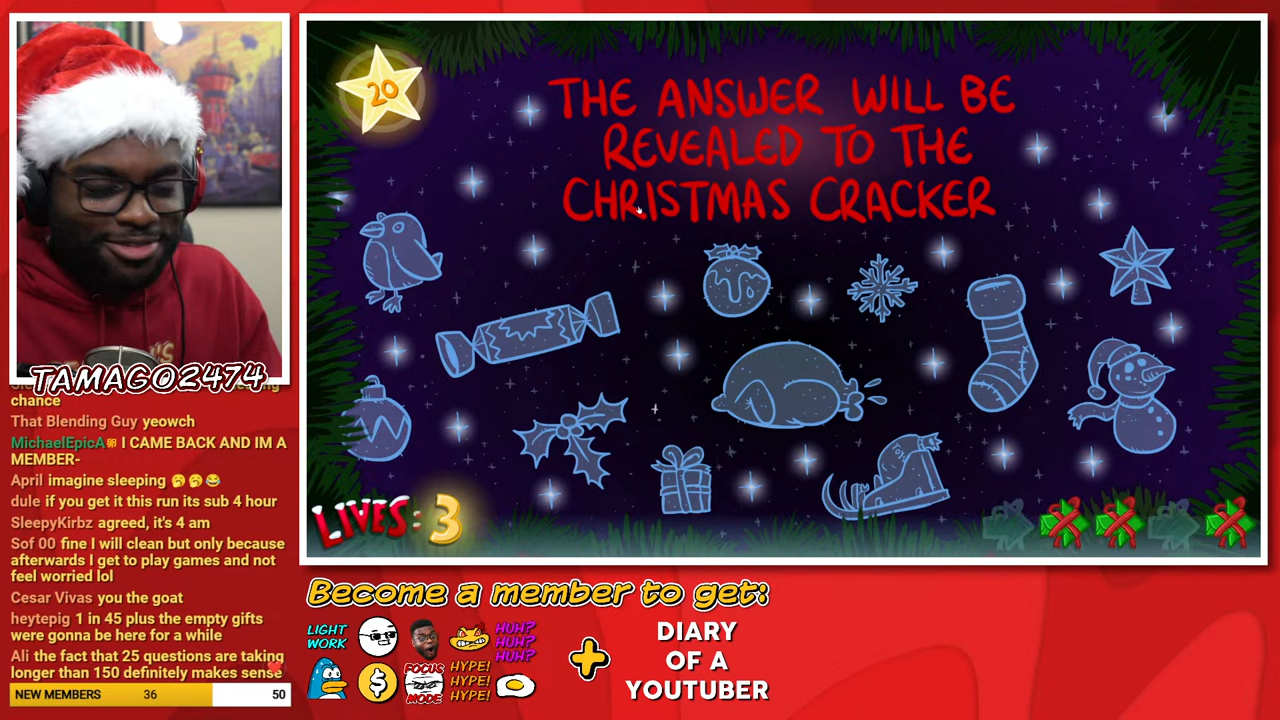 20
THE ANSWER WILL BE
REVEALED TO THE
CHRISTMAS CRACKER
LIVES: 3
TAMAGO2474
chance
That Blending Guy yeowch
MichaelEpicA I CAME BACK AND IM A
MEMBER-
April imagine sleeping 🥱🥱😂
dule if you get it this run its sub 4 hour
SleepyKirbz agreed, it's 4 am
Sof 00 fine I will clean but only because
afterwards I get to play games and not
feel worried lol
Cesar Vivas you the goat
heytepig 1 in 45 plus the empty gifts
were gonna be here for a while
Ali the fact that 25 questions are taking
longer than 150 definitely makes sense
NEW MEMBERS 36 50
Become a member to get:
LIGHT
WORK
HUH?
HUH?
HUH?
$
FOCUS
MODE
HYPE!
HYPE!
HYPE!
+
DIARY
OF A
YOUTUBER